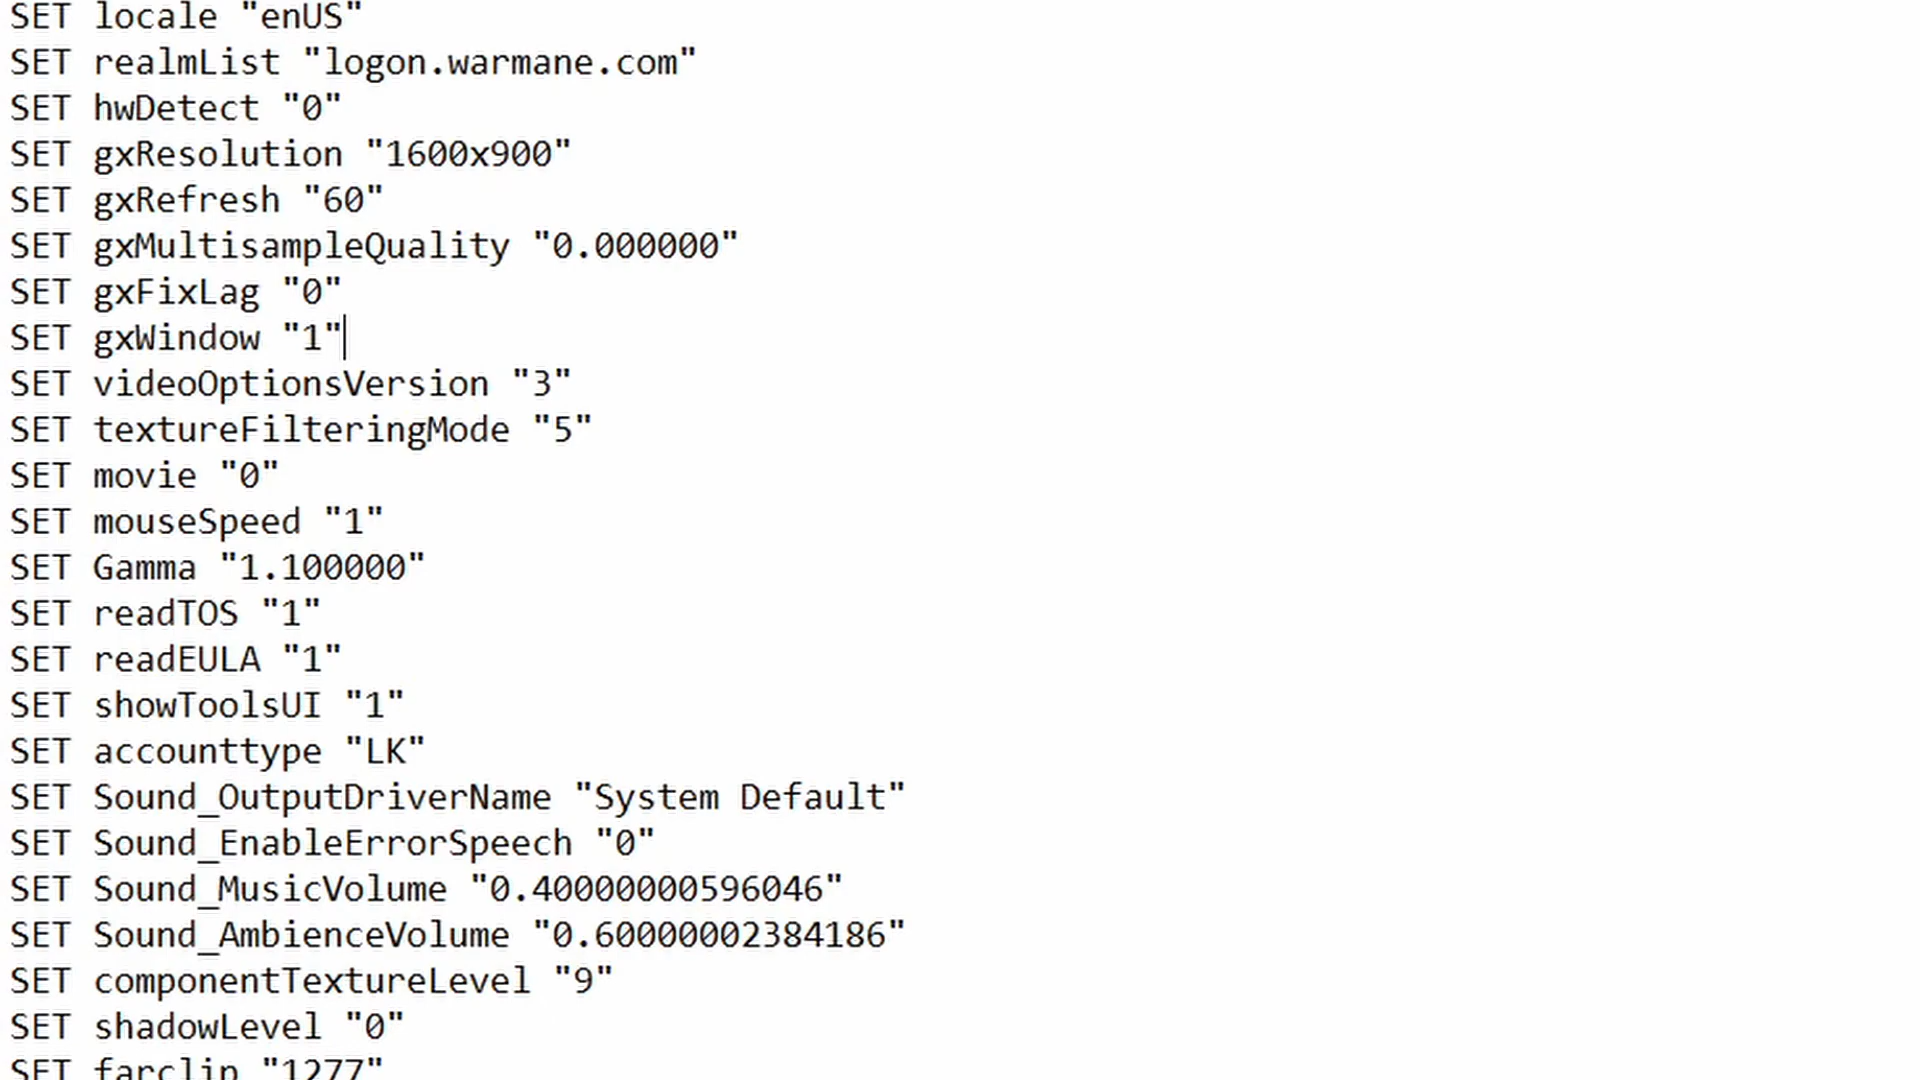 SET locale "enUS"
SET realmList "logon.warmane.com"
SET hwDetect "0"
SET gxResolution "1600x900"
SET gxRefresh "60"
SET gxMultisampleQuality "0.000000"
SET gxFixLag "0"
SET gxWindow "1"
SET videoOptionsVersion "3"
SET textureFilteringMode "5"
SET movie "0"
SET mouseSpeed "1"
SET Gamma "1.100000"
SET readTOS "1"
SET readEULA "1"
SET showToolsUI "1"
SET accounttype "LK"
SET Sound_OutputDriverName "System Default"
SET Sound_EnableErrorSpeech "0"
SET Sound_MusicVolume "0.40000000596046"
SET Sound_AmbienceVolume "0.60000002384186"
SET componentTextureLevel "9"
SET shadowLevel "0"
SET farclip "1277"